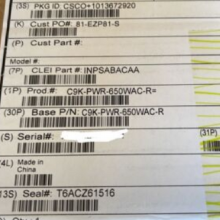 (3S) PKG ID CSCO+1013672920
(K) Cust PO#: 81-EZP81-S
(P) Cust Part#:
Model#:
(7P) CLEI Part#: INPSABACAA
(1P) Prod.#: C9K-PWR-650WAC-R=
(30P) Base P/N: C9K-PWR-650WAC-R
(S) Serial#:
(31P)
(4L) Made in
China
(13S) Seal#: T6ACZ61516